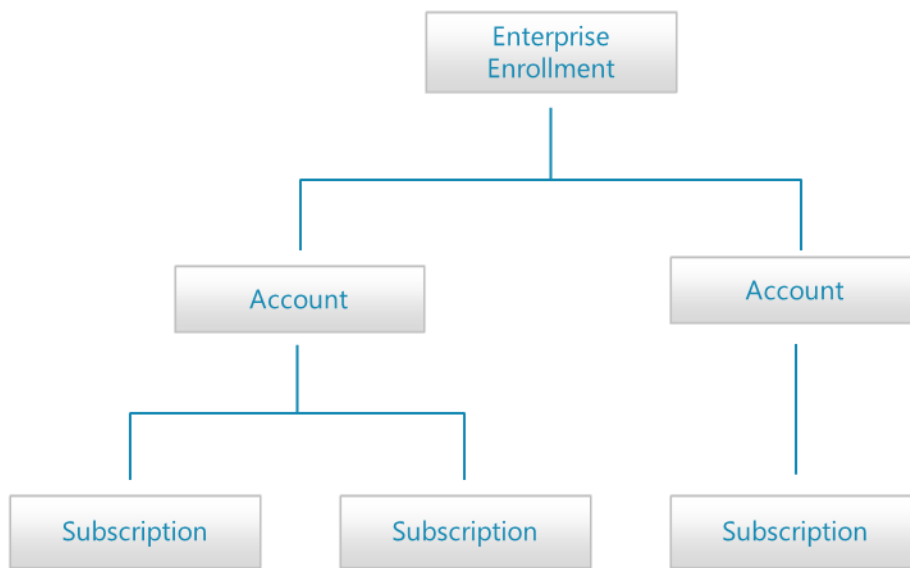 Enterprise
Enrollment
Account
Account
Subscription
Subscription
Subscription